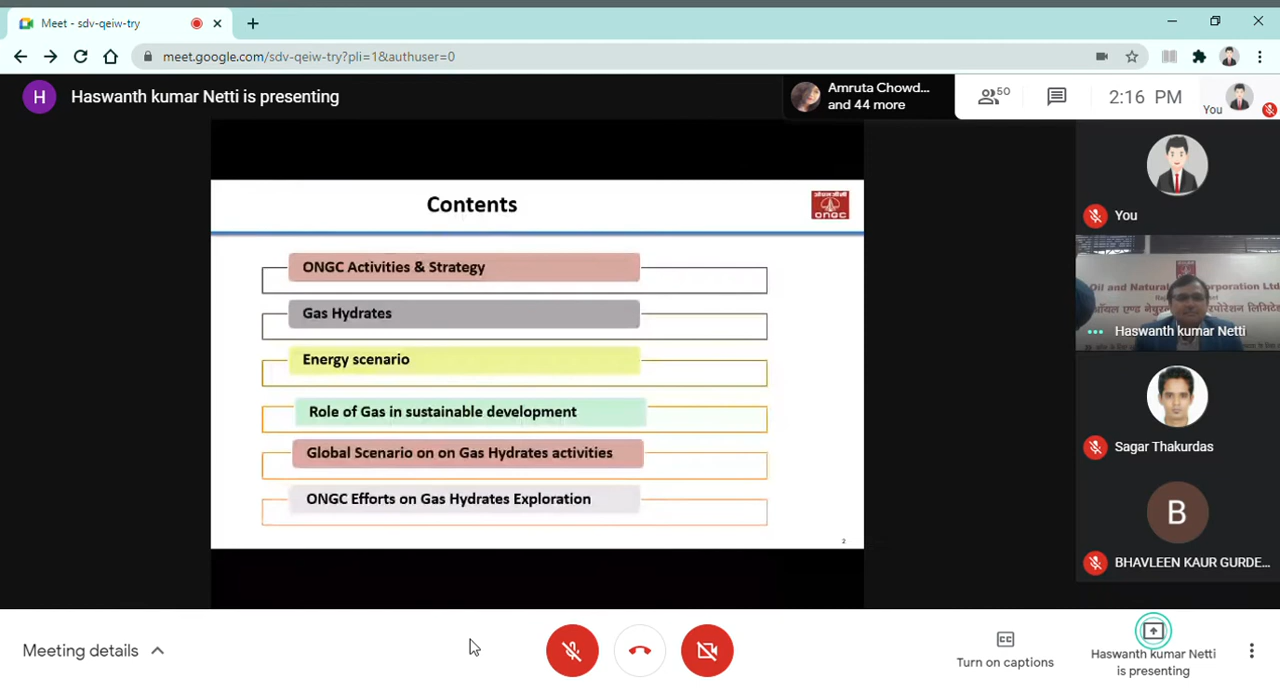 Meet - sdv-qeiw-try
meet.google.com/sdv-qeiw-try?pli=1&authuser=0
H
Haswanth kumar Netti is presenting
Amruta Chowd...
and 44 more
50
2:16 PM
You
Contents
ओएनजीसी
ONGC
ONGC Activities & Strategy
Gas Hydrates
Energy scenario
Role of Gas in sustainable development
Global Scenario on on Gas Hydrates activities
ONGC Efforts on Gas Hydrates Exploration
2
You
Oil and Natural Corporation Ltd
कॉर्पोरेशन लिमिटेड
Haswanth kumar Netti
Sagar Thakurdas
B
BHAVLEEN KAUR GURDE...
Meeting details
CC
Turn on captions
Haswanth kumar Netti
is presenting